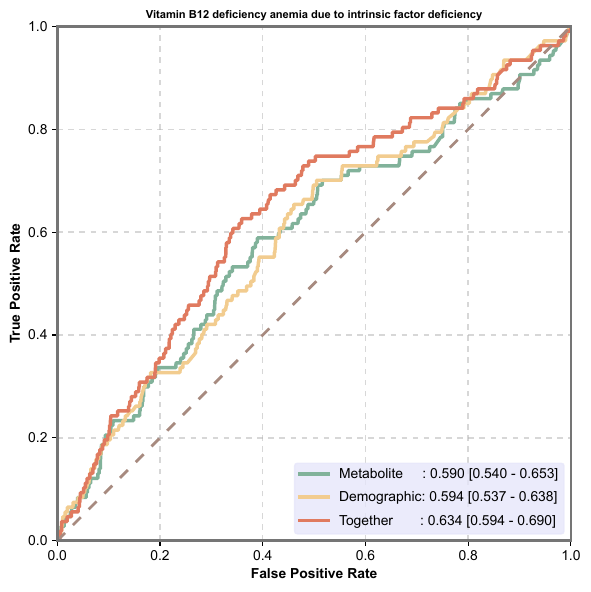 Vitamin B12 deficiency anemia due to intrinsic factor deficiency
True Positive Rate
1.0
0.8
0.6
0.4
0.2
0.0
Metabolite : 0.590 [0.540 - 0.653]
Demographic: 0.594 [0.537 - 0.638]
Together : 0.634 [0.594 - 0.690]
0.0 0.2 0.4 0.6 0.8 1.0
False Positive Rate